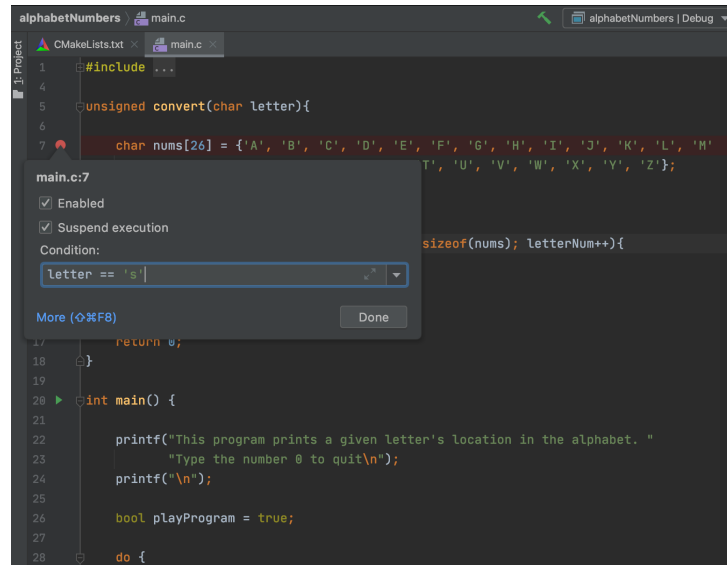 alphabetNumbers main.c alphabetNumbers | Debug
CMakeLists.txt main.c
1: Project
1 #include ...
4
5 unsigned convert(char letter){
6
7 char nums[26] = {'A', 'B', 'C', 'D', 'E', 'F', 'G', 'H', 'I', 'J', 'K', 'L', 'M'
T', 'U', 'V', 'W', 'X', 'Y', 'Z'};
main.c:7
Enabled
Suspend execution
Condition:
sizeof(nums); letterNum++){
letter == 's'
More (⇧⌘F8) Done
17 return 0;
18 }
19
20 int main() {
21
22 printf("This program prints a given letter's location in the alphabet. "
23 "Type the number 0 to quit\n");
24 printf("\n");
25
26 bool playProgram = true;
27
28 do {